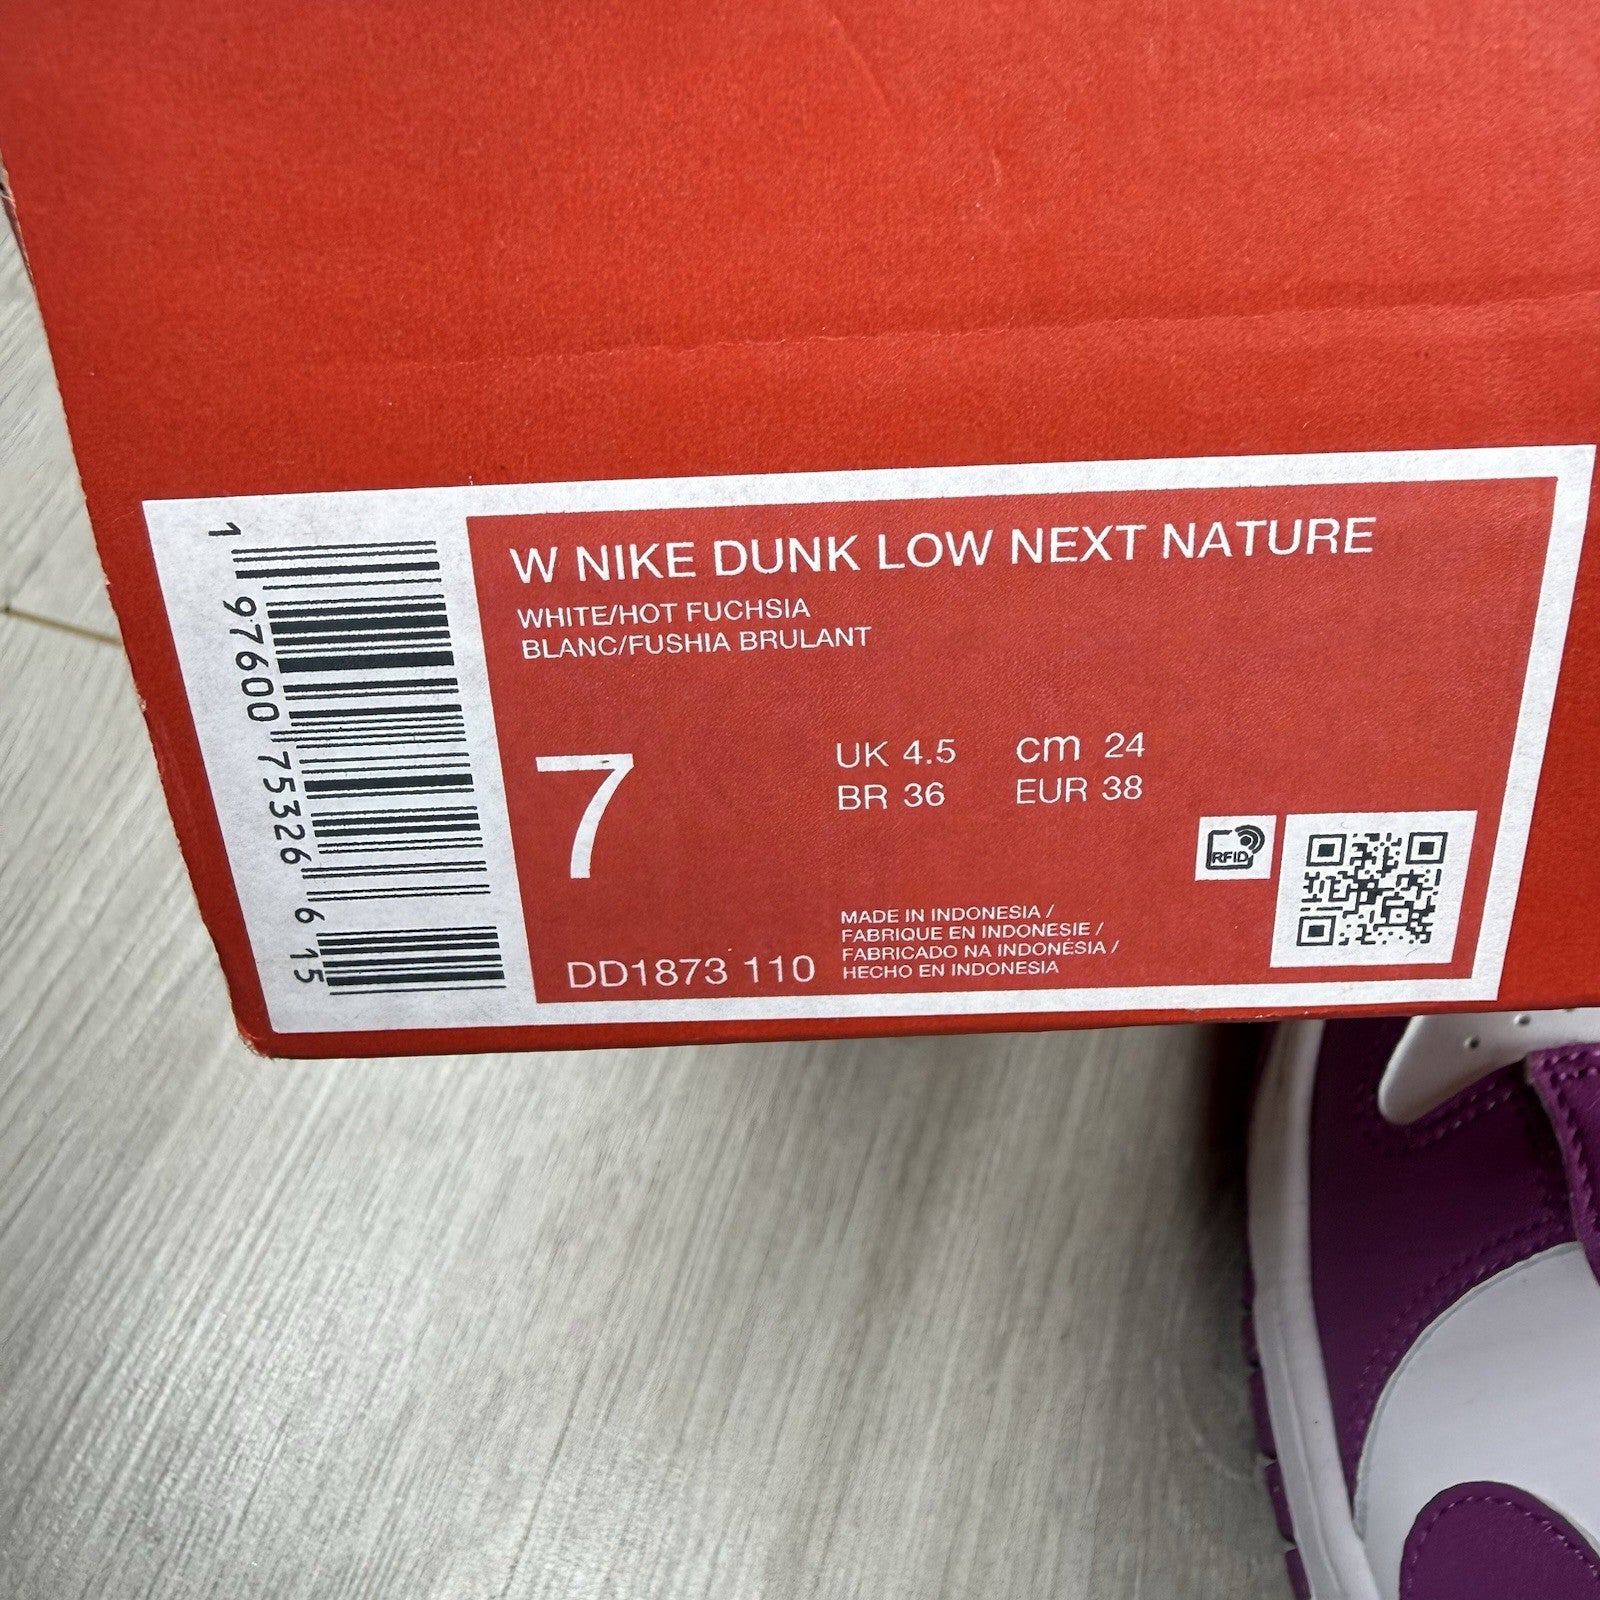 W NIKE DUNK LOW NEXT NATURE
WHITE/HOT FUCHSIA
BLANC/FUSHIA BRULANT
7
UK 4.5 cm 24
BR 36 EUR 38
RFID
MADE IN INDONESIA /
FABRIQUE EN INDONESIE /
FABRICADO NA INDONÉSIA /
HECHO EN INDONESIA
DD1873 110
1 97600 75326 6 15